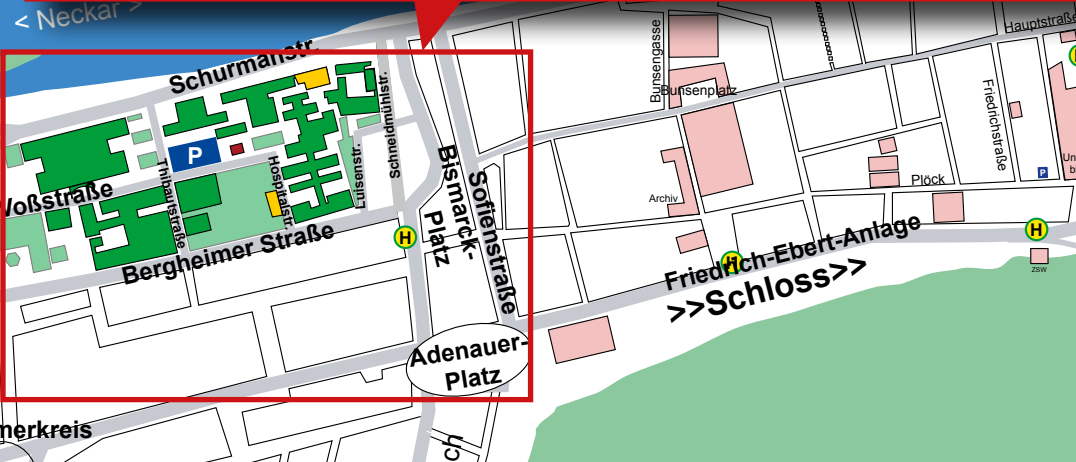 < Neckar >
Hauptstraße
Schurmanstr.
Bunsengasse
Bunsenplatz
Friedrichstraße
Schneidmühlstr.
Luisenstr.
Hospitalstr.
Thibautstraße
P
Voßstraße
Bergheimer Straße
H
Bismarck-
Platz
Sofienstraße
Archiv
Plöck
P
H
H
ZSW
Friedrich-Ebert-Anlage
>>Schloss>>
Adenauer-
Platz